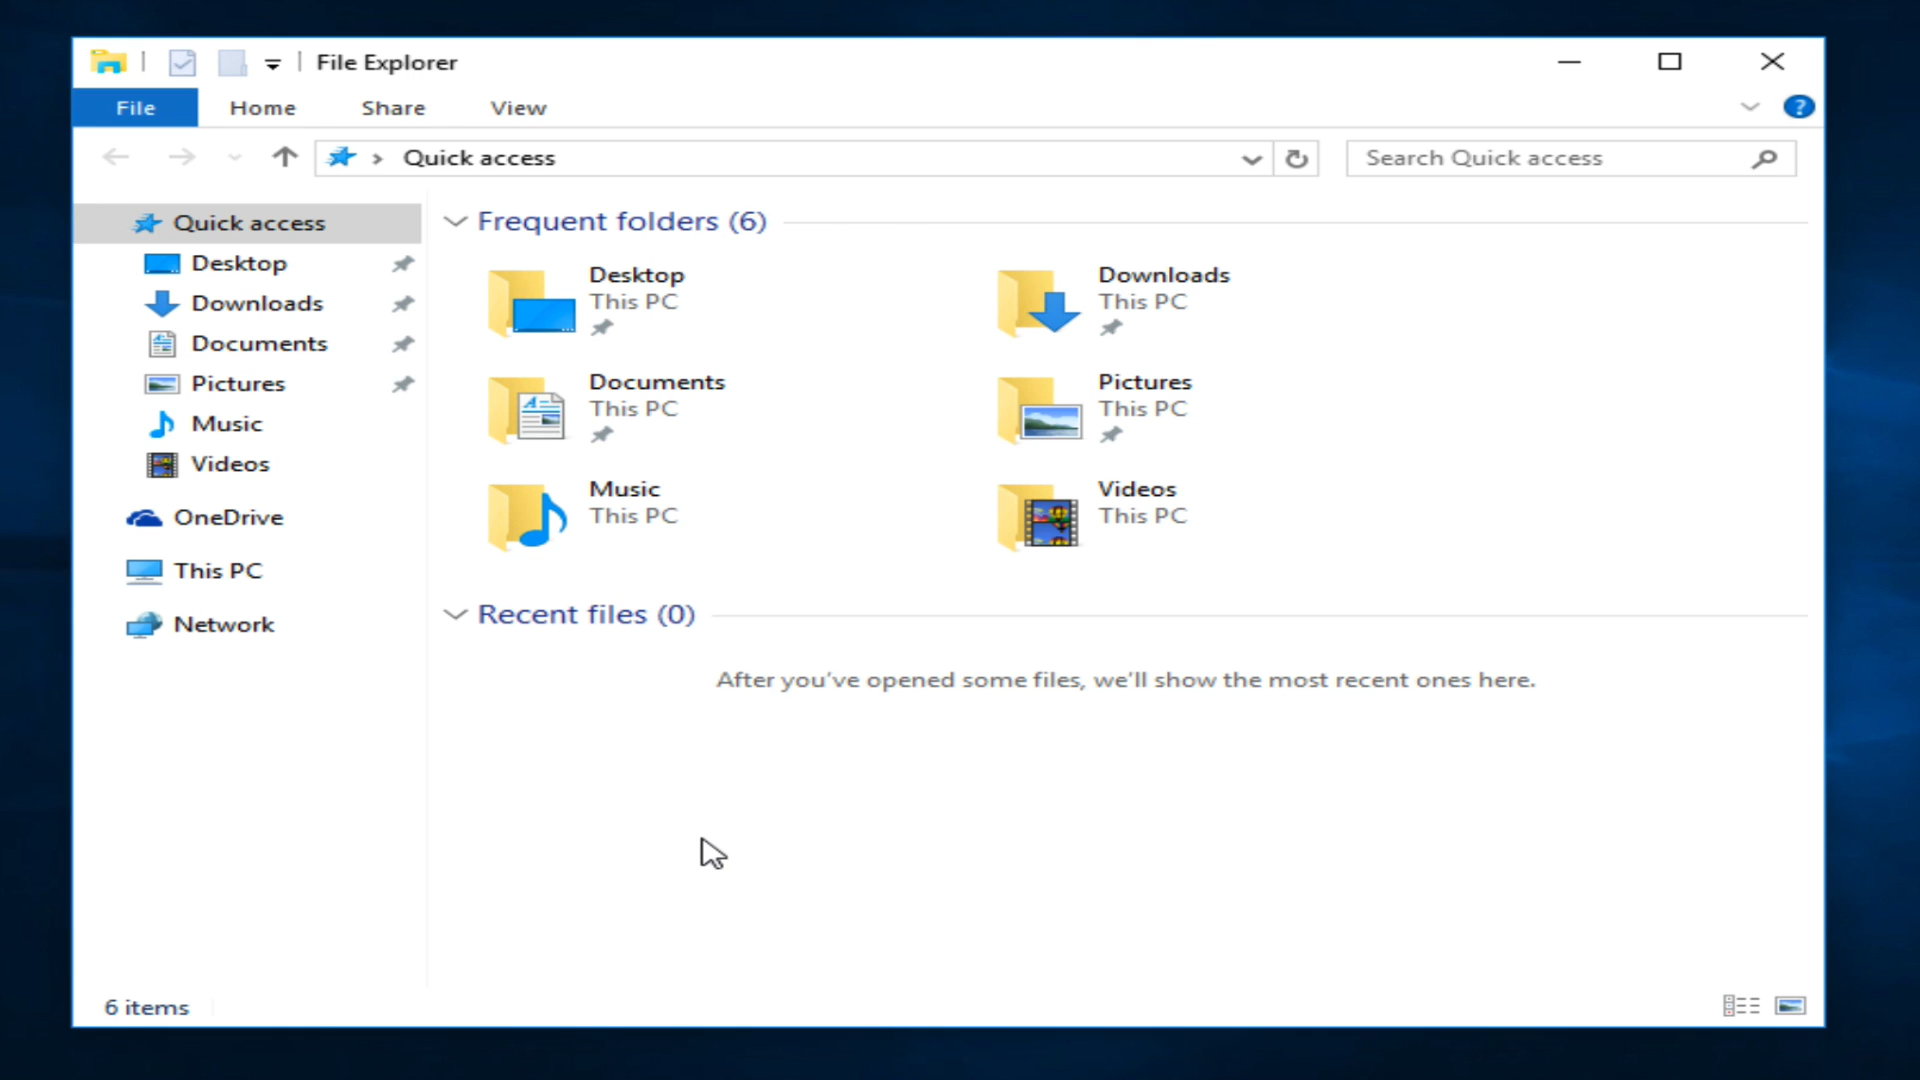 File Explorer
File Home Share View
?
Quick access
Search Quick access
Quick access
Desktop
Downloads
Documents
Pictures
Music
Videos
OneDrive
This PC
Network
Frequent folders (6)
Desktop
This PC
Downloads
This PC
Documents
This PC
Pictures
This PC
Music
This PC
Videos
This PC
Recent files (0)
After you've opened some files, we'll show the most recent ones here.
6 items